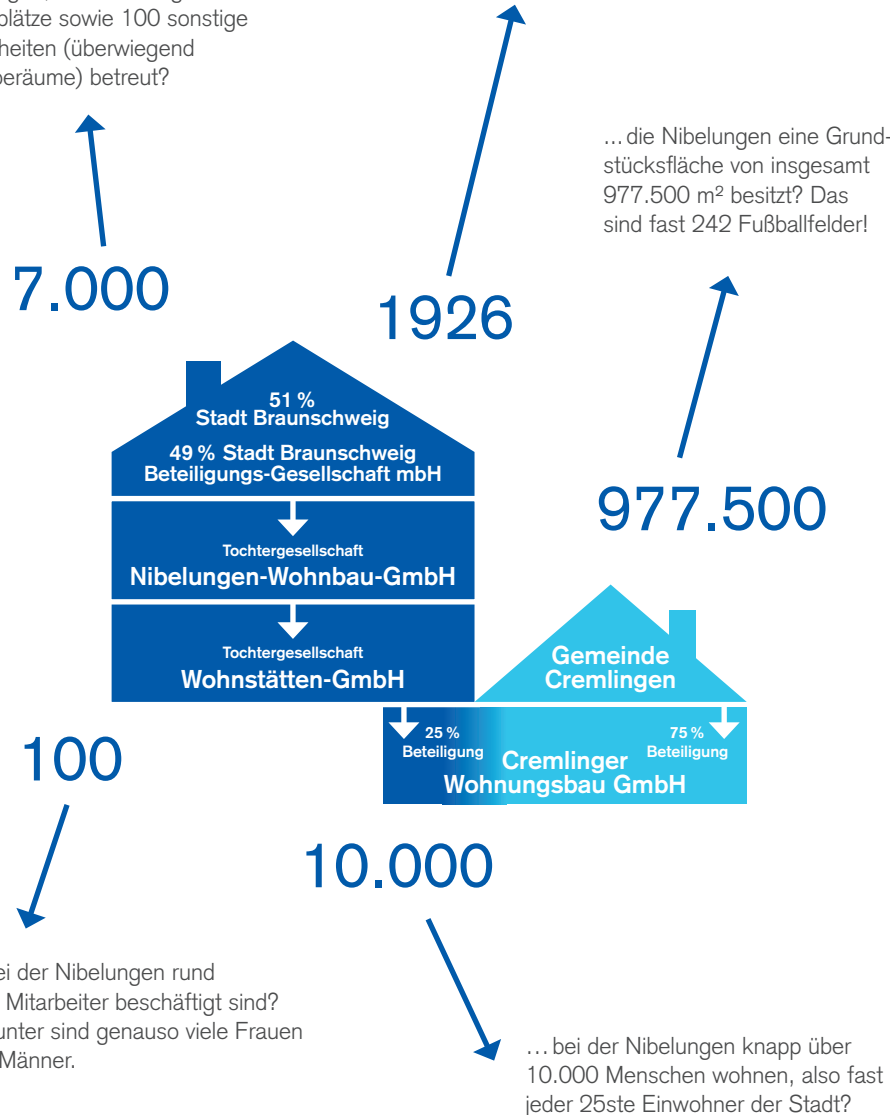 plätze sowie 100 sonstige
(überwiegend
betreut?
… die Nibelungen eine Grund-
stücksfläche von insgesamt
977.500 m² besitzt? Das
sind fast 242 Fußballfelder!
7.000
1926
977.500
51 %
Stadt Braunschweig
49 % Stadt Braunschweig
Beteiligungs-Gesellschaft mbH
Tochtergesellschaft
Nibelungen-Wohnbau-GmbH
Tochtergesellschaft
Wohnstätten-GmbH
Gemeinde
Cremlingen
25 %
Beteiligung
75 %
Beteiligung
Cremlinger
Wohnungsbau GmbH
100
10.000
der Nibelungen rund
Mitarbeiter beschäftigt sind?
sind genauso viele Frauen
Männer.
… bei der Nibelungen knapp über
10.000 Menschen wohnen, also fast
jeder 25ste Einwohner der Stadt?